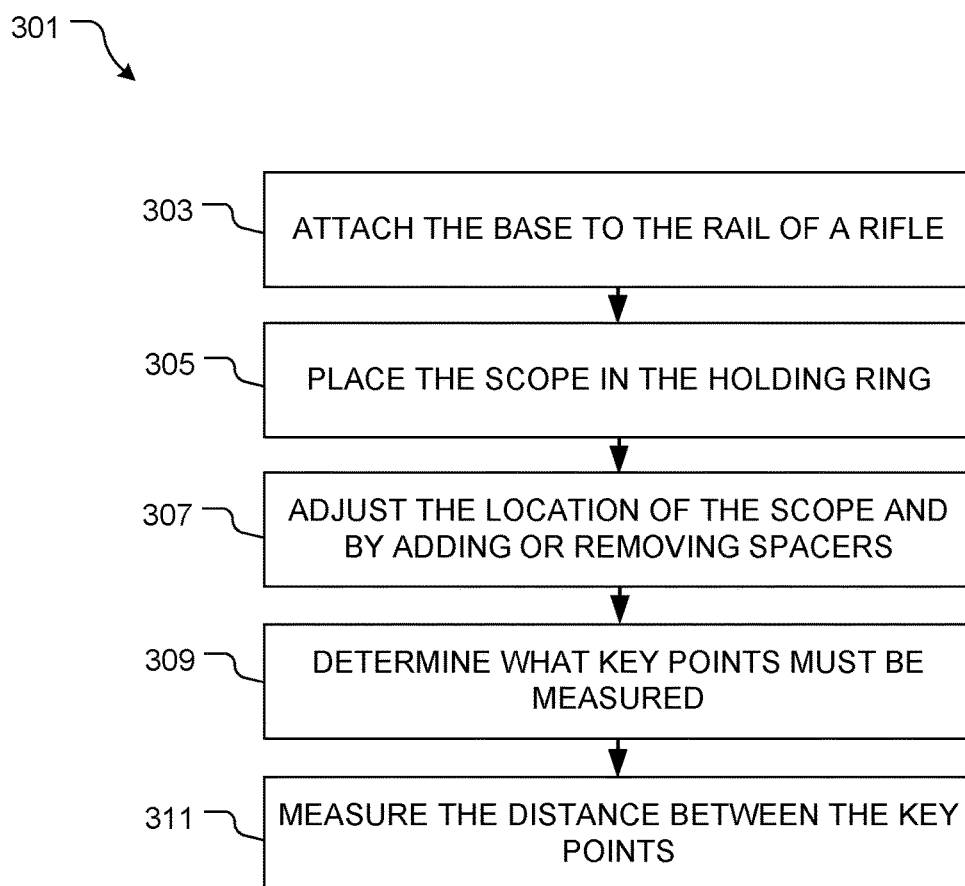 301
303
ATTACH THE BASE TO THE RAIL OF A RIFLE
305
PLACE THE SCOPE IN THE HOLDING RING
307
ADJUST THE LOCATION OF THE SCOPE AND
BY ADDING OR REMOVING SPACERS
309
DETERMINE WHAT KEY POINTS MUST BE
MEASURED
311
MEASURE THE DISTANCE BETWEEN THE KEY
POINTS